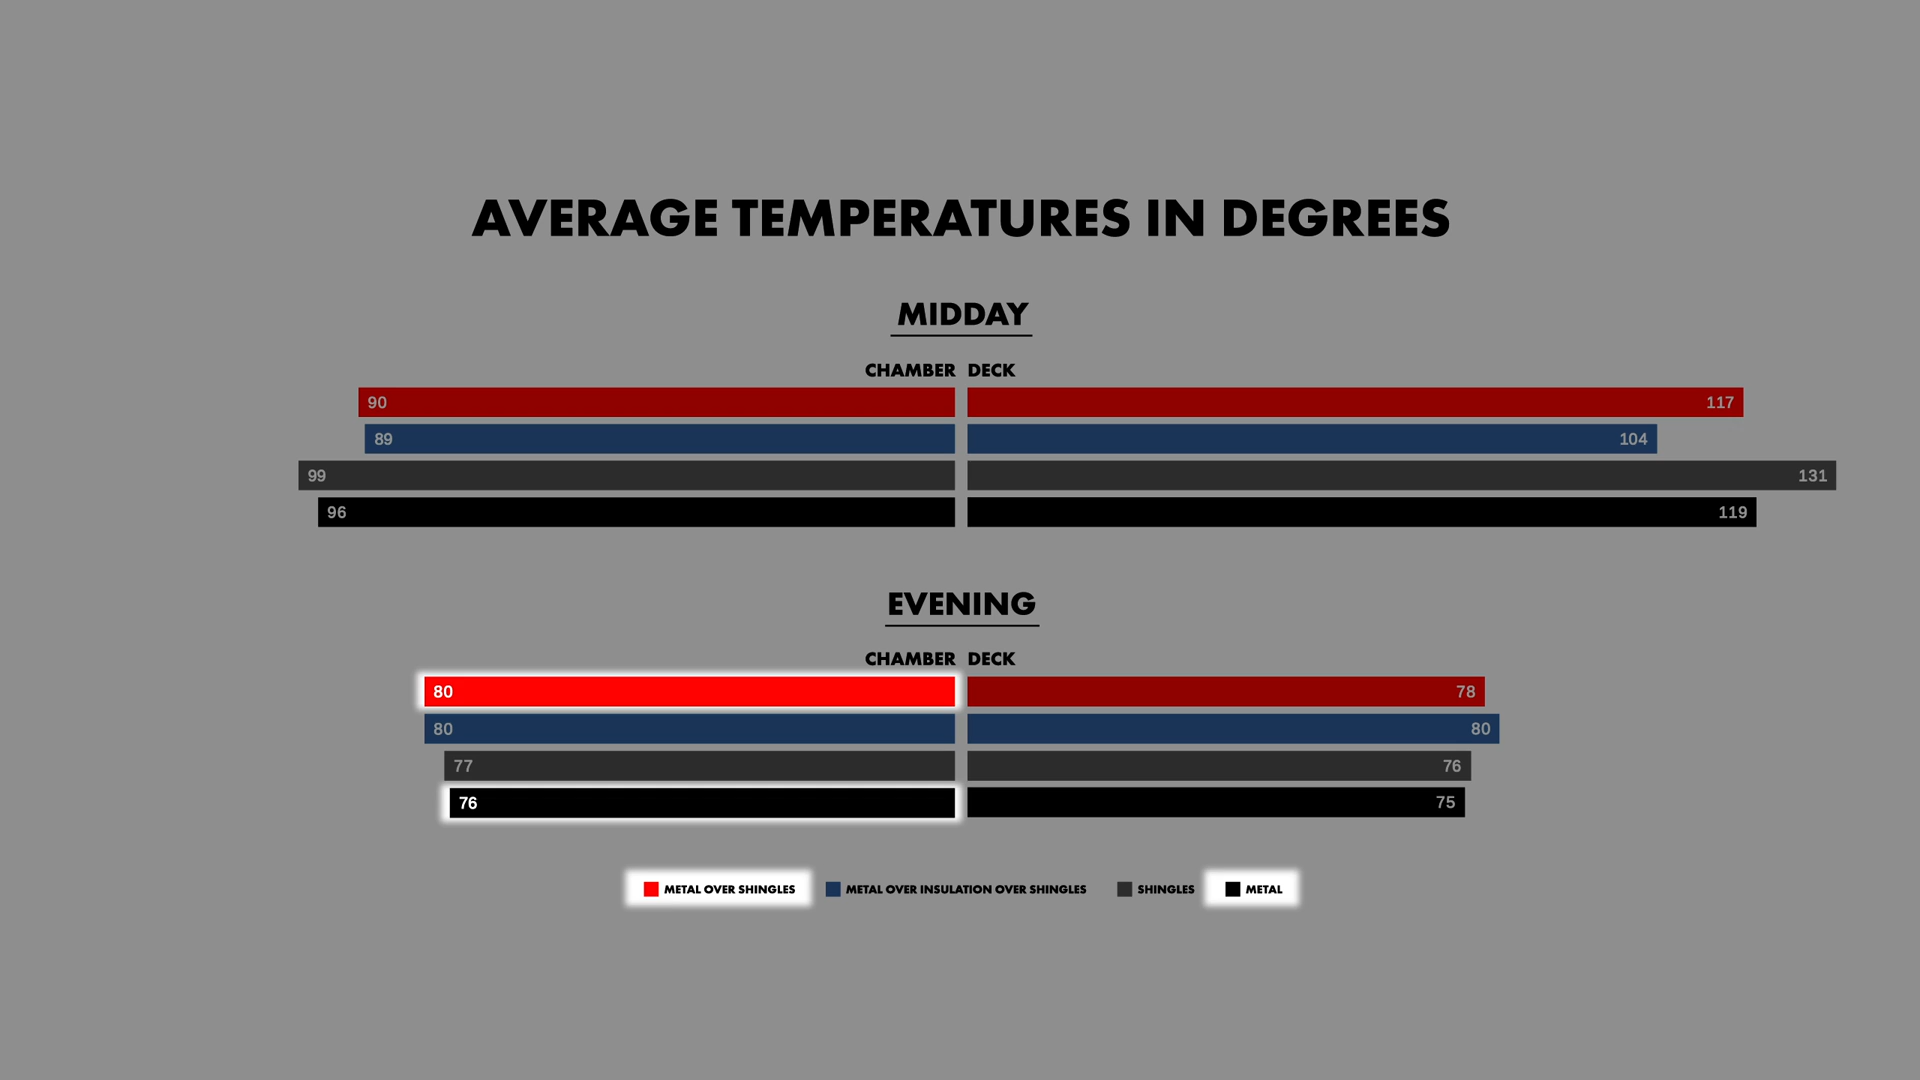 AVERAGE TEMPERATURES IN DEGREES
MIDDAY
CHAMBER DECK
90 117
89 104
99 131
96 119
EVENING
CHAMBER DECK
80 78
80 80
77 76
76 75
METAL OVER SHINGLES METAL OVER INSULATION OVER SHINGLES SHINGLES METAL